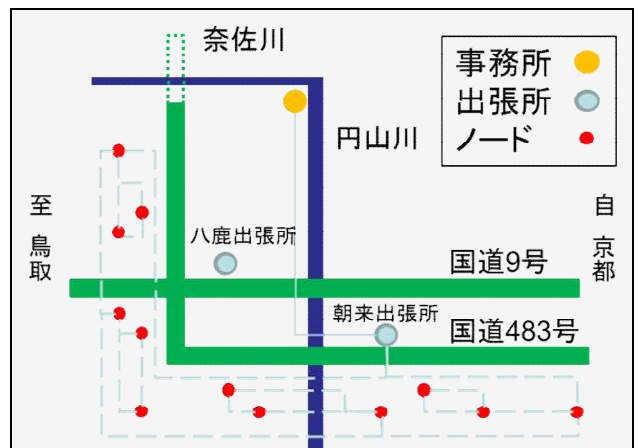 奈佐川
事務所
出張所
ノード
円山川
至 鳥取
自 京都
八鹿出張所
国道9号
朝来出張所
国道483号